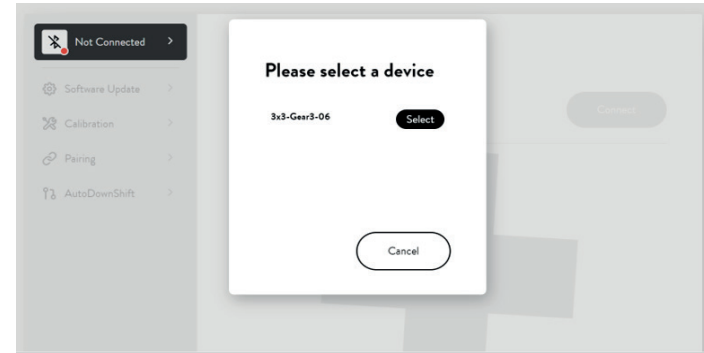 Not Connected
Software Update
Calibration
Pairing
AutoDownShift
Please select a device
3x3-Gear3-06 Select
Cancel
Connect